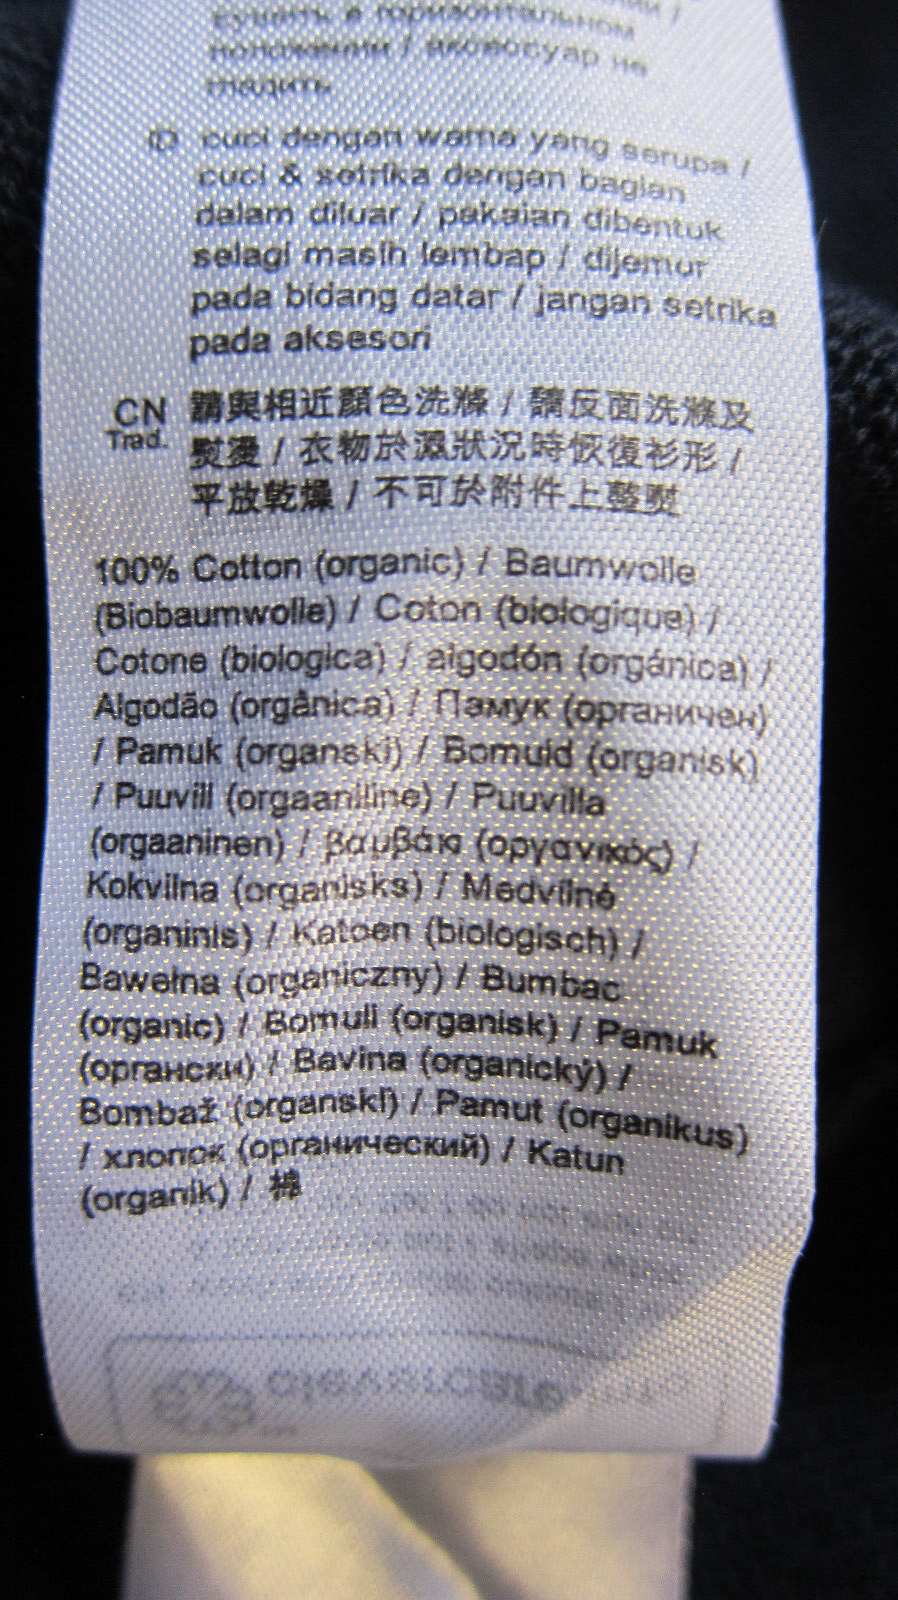 сушить в горизонтальном
положении / аксессуар не
гладить
ID cuci dengan warna yang serupa /
cuci & setrika dengan bagian
dalam diluar / pakaian dibentuk
selagi masih lembap / dijemur
pada bidang datar / jangan setrika
pada aksesori
CN 請與相近顏色洗滌 / 請反面洗滌及
Trad. 熨燙 / 衣物於濕狀況時恢復衫形 /
平放乾燥 / 不可於附件上整熨
100% Cotton (organic) / Baumwolle
(Biobaumwolle) / Coton (biologique) /
Cotone (biologica) / algodón (orgánica) /
Algodão (orgânica) / Памук (органичен)
/ Pamuk (organski) / Bomuld (organisk)
/ Puuvill (orgaaniline) / Puuvilla
(orgaaninen) / βαμβάκι (οργανικός) /
Kokvilna (organisks) / Medvilnė
(organinis) / Katoen (biologisch) /
Bawełna (organiczny) / Bumbac
(organic) / Bomull (organisk) / Pamuk
(органски) / Bavlna (organický) /
Bombaž (organski) / Pamut (organikus)
/ хлопок (органический) / Katun
(organik) / 棉